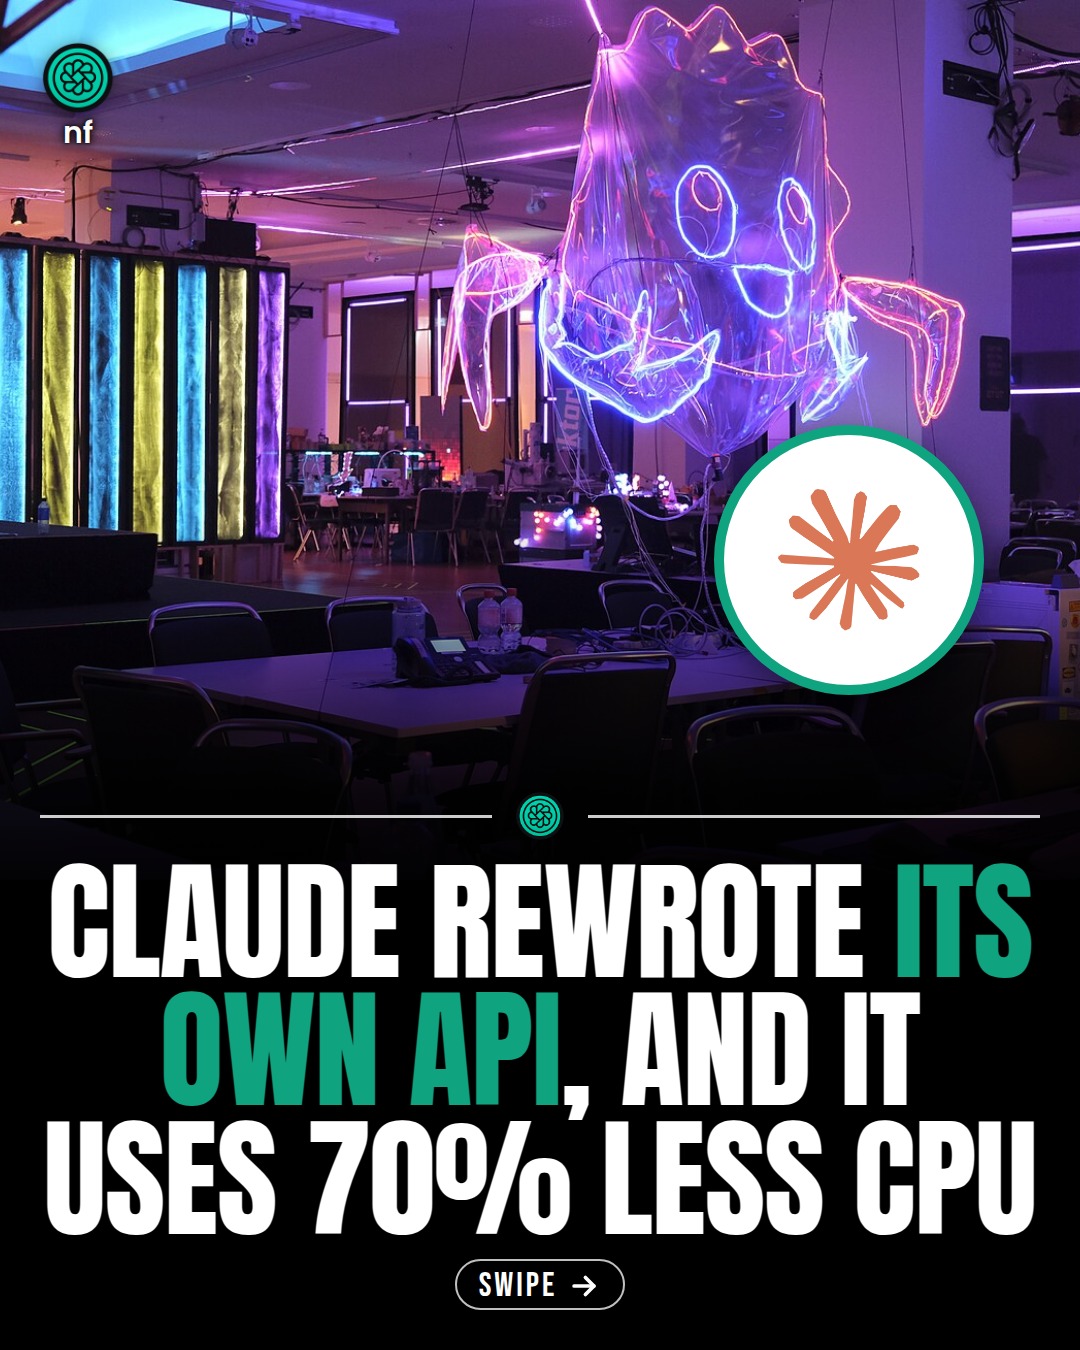 nf
CLAUDE REWROTE ITS
OWN API, AND IT
USES 70% LESS CPU
SWIPE →